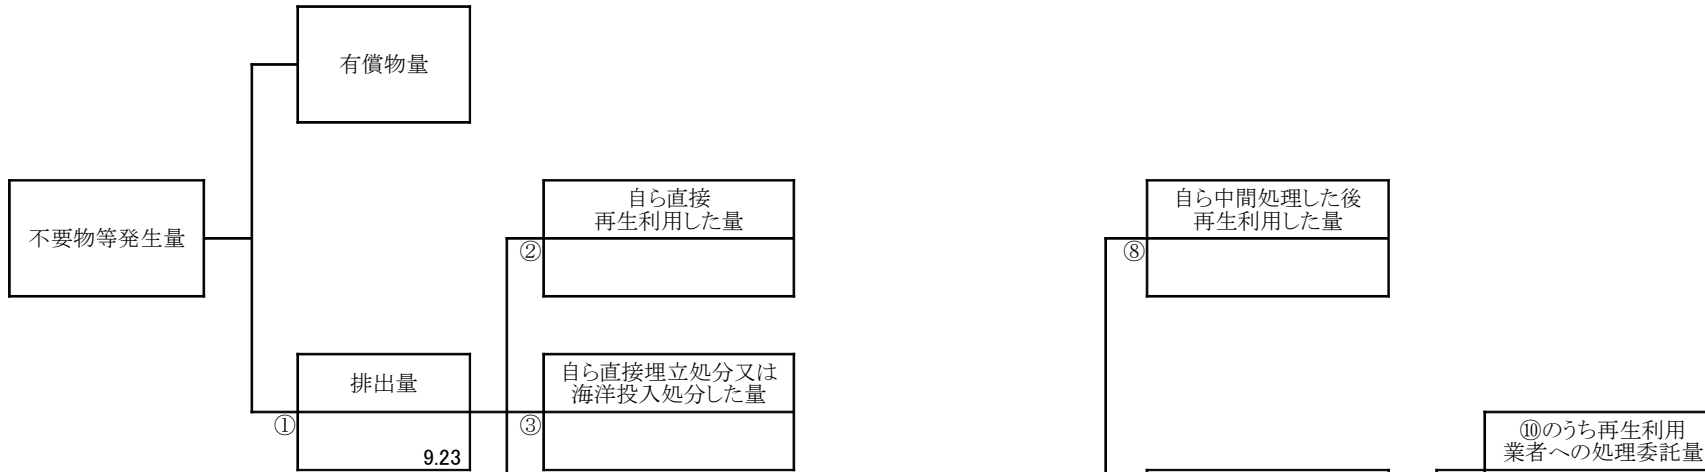 有償物量
不要物等発生量
自ら直接
再生利用した量
②
自ら中間処理した後
再生利用した量
⑧
排出量
①
9.23
自ら直接埋立処分又は
海洋投入処分した量
③
⑩のうち再生利用
業者への処理委託量